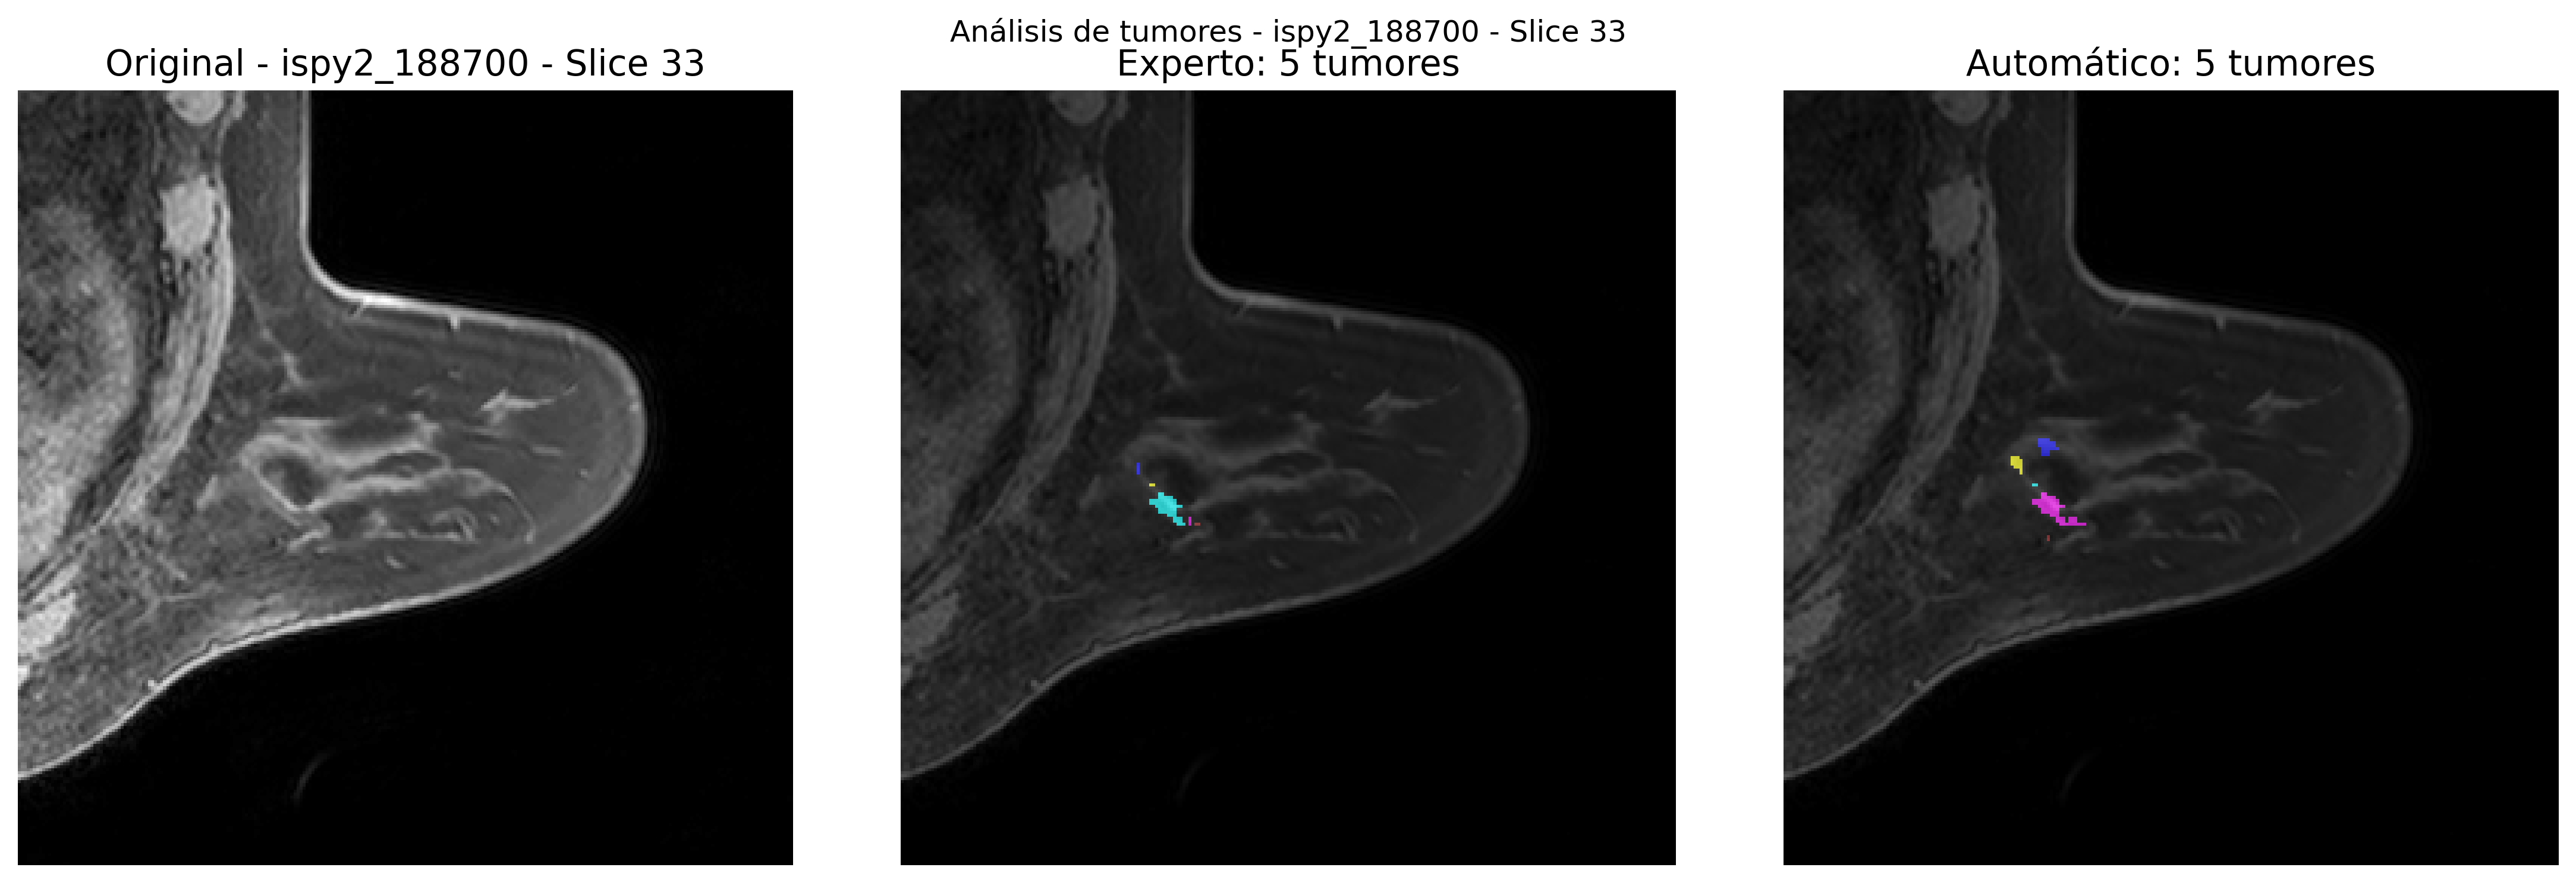 Análisis de tumores - ispy2_188700 - Slice 33
Original - ispy2_188700 - Slice 33
Experto: 5 tumores
Automático: 5 tumores